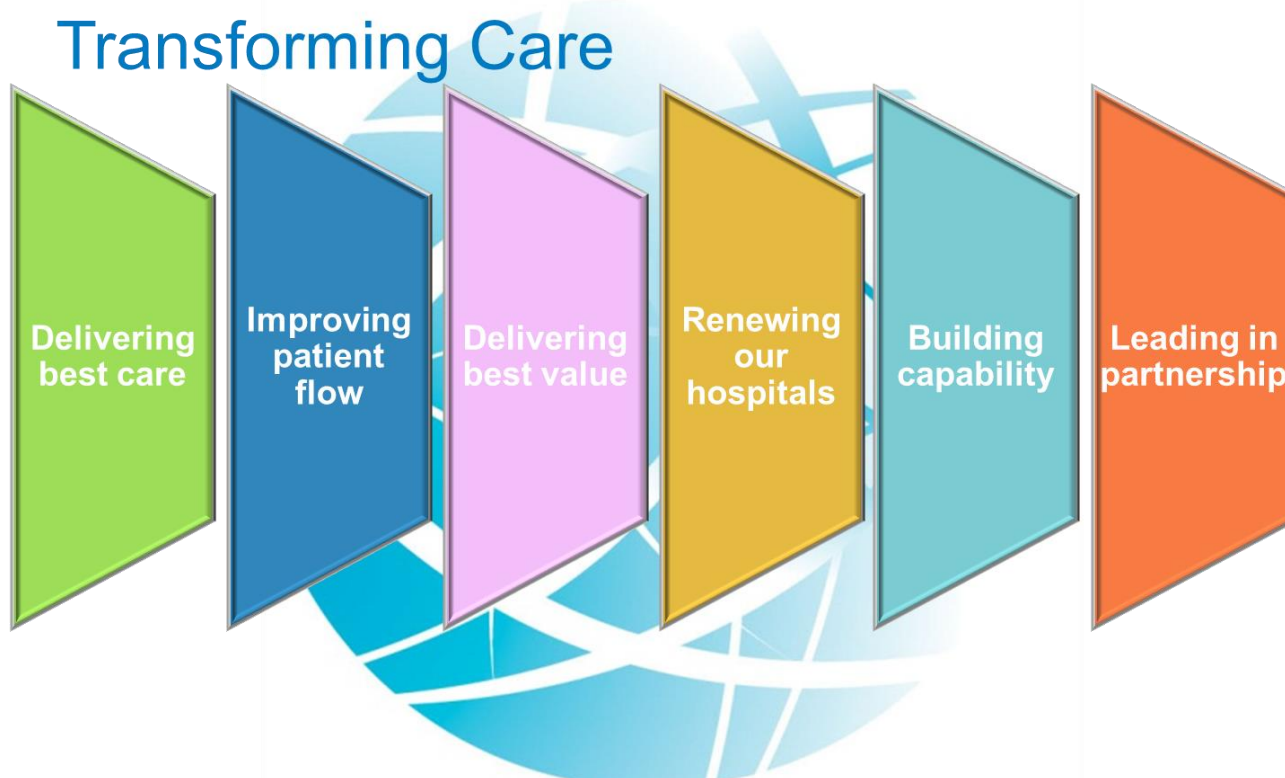 Transforming Care
Delivering
best care
Improving
patient
flow
Delivering
best value
Renewing
our
hospitals
Building
capability
Leading in
partnership